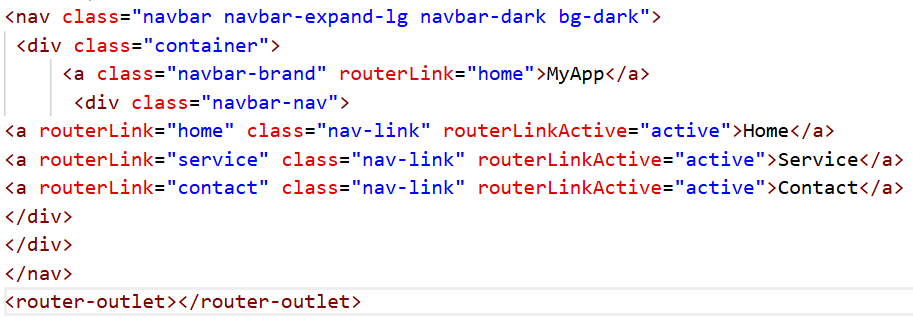 <nav class="navbar navbar-expand-lg navbar-dark bg-dark">
<div class="container">
<a class="navbar-brand" routerLink="home">MyApp</a>
<div class="navbar-nav">
<a routerLink="home" class="nav-link" routerLinkActive="active">Home</a>
<a routerLink="service" class="nav-link" routerLinkActive="active">Service</a>
<a routerLink="contact" class="nav-link" routerLinkActive="active">Contact</a>
</div>
</div>
</nav>
<router-outlet></router-outlet>